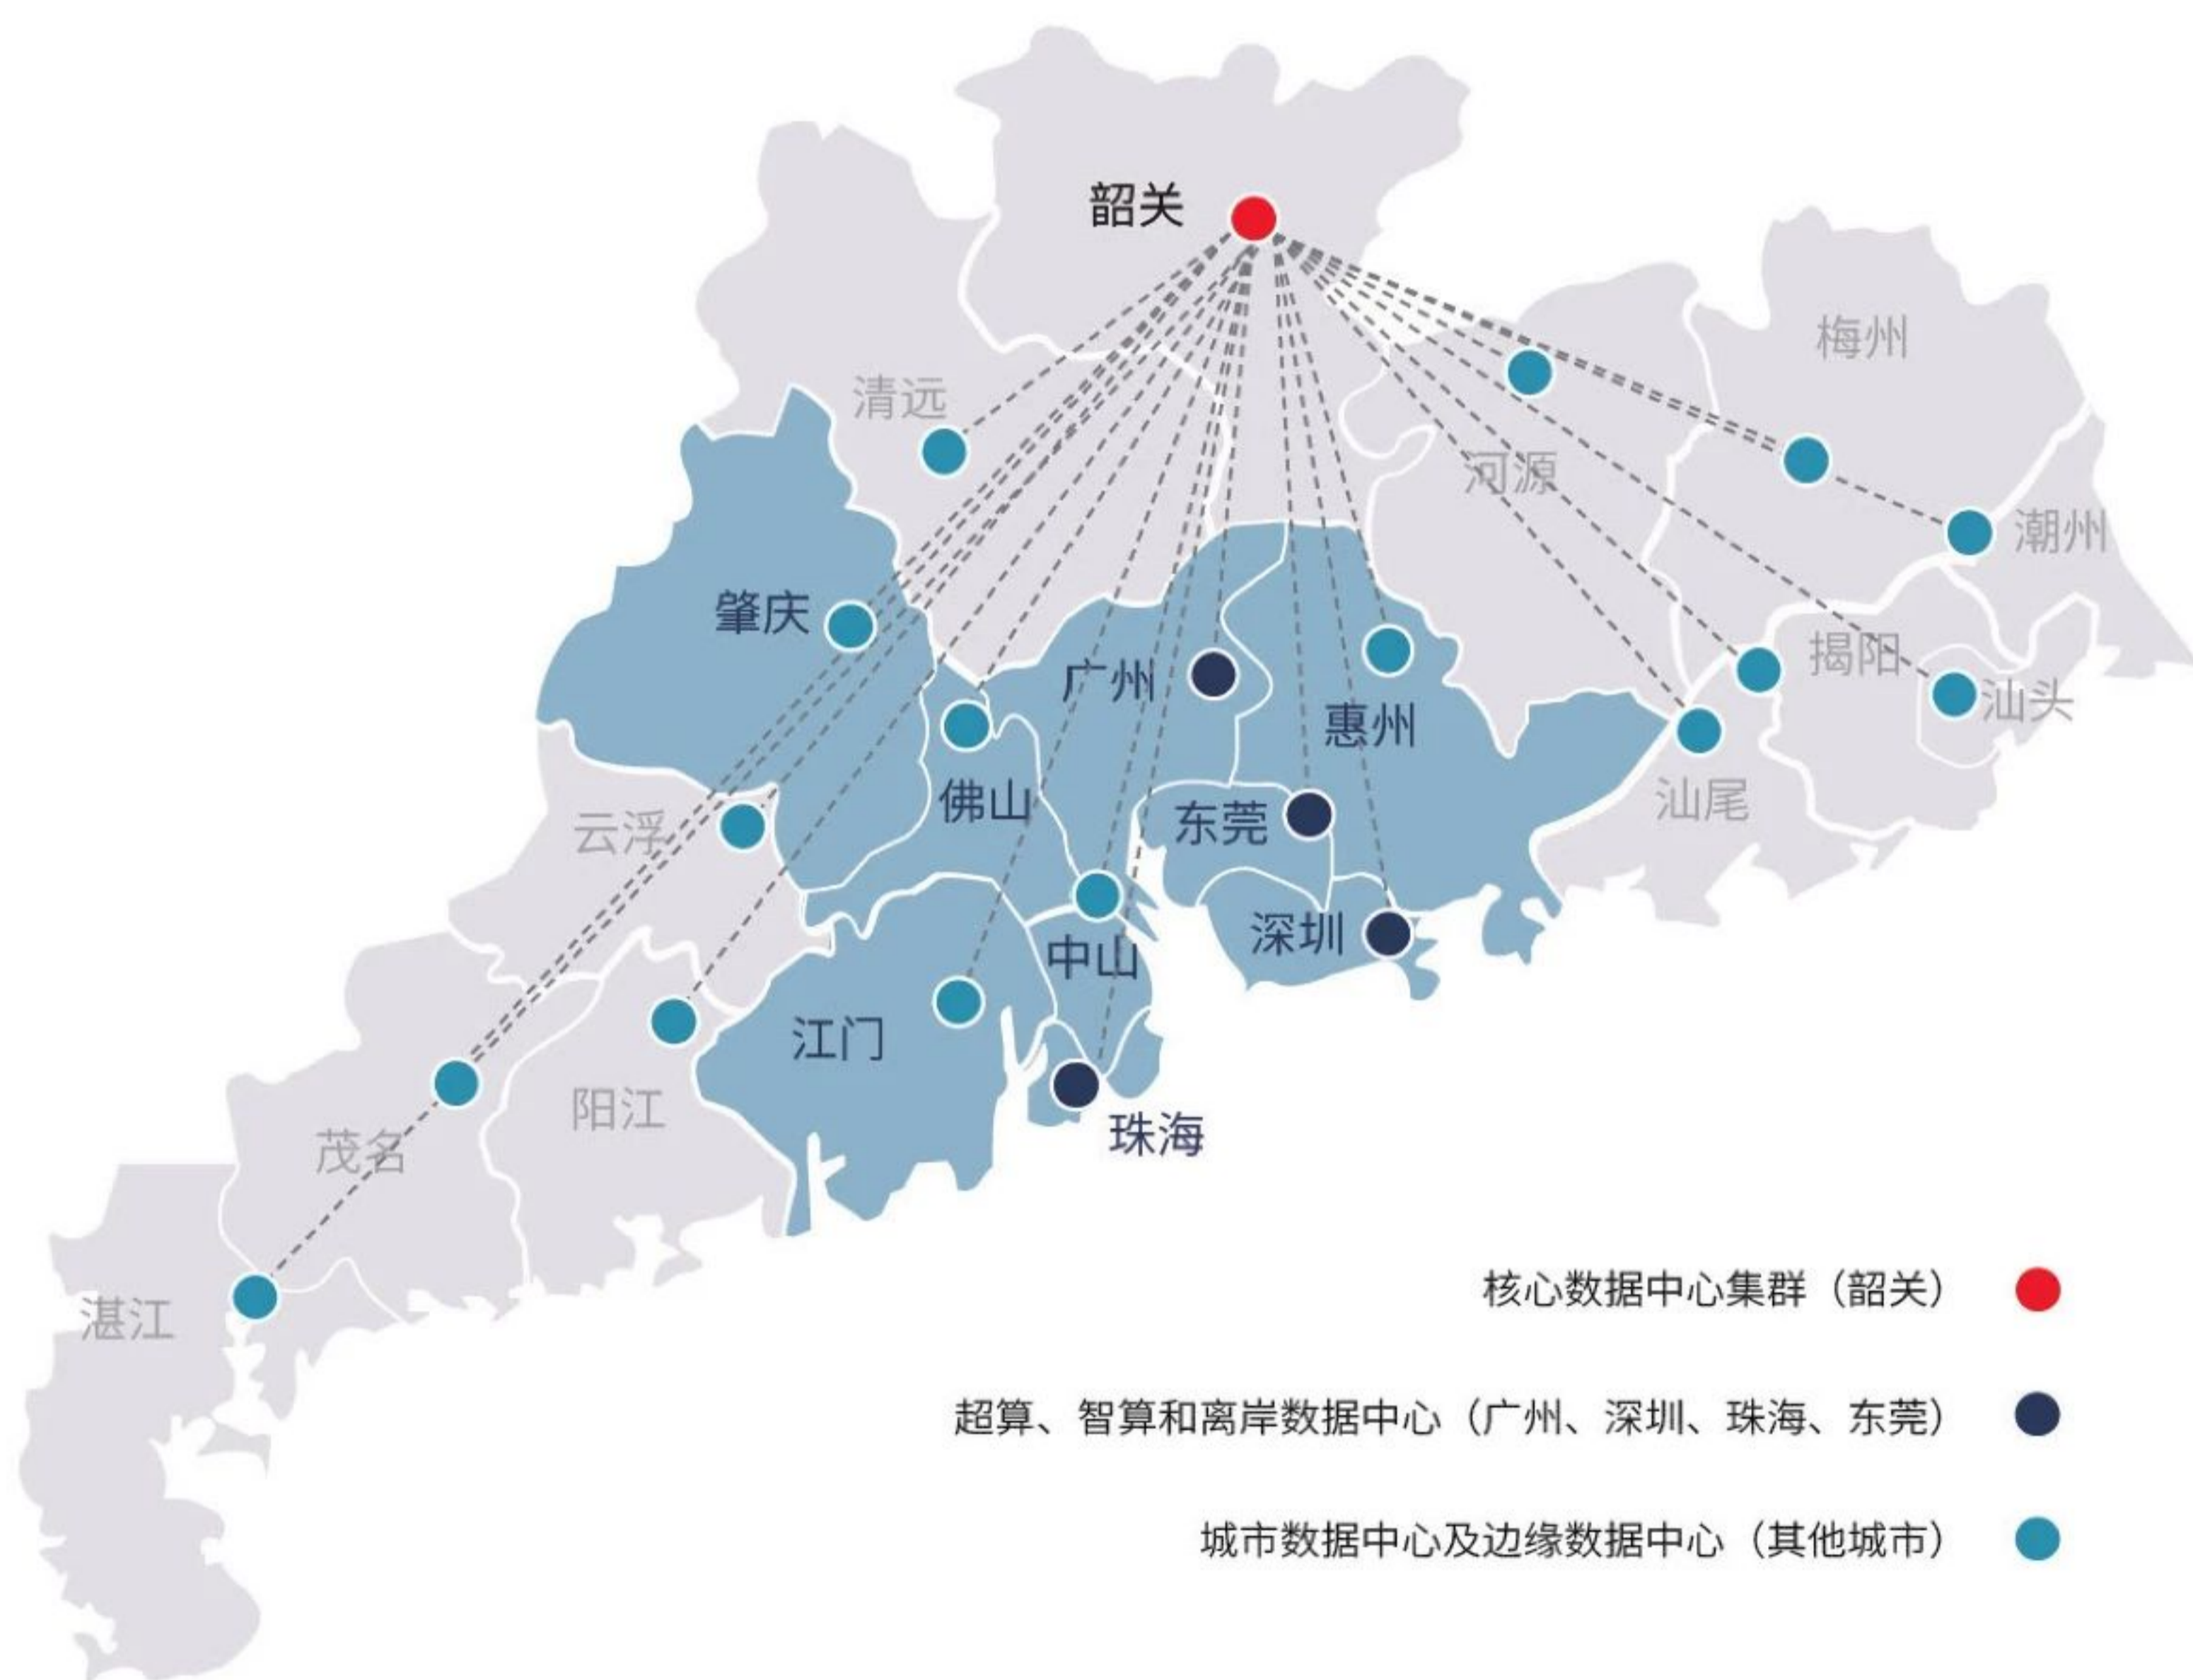 韶关
梅州
清远
河源
潮州
肇庆
揭阳
广州
汕头
惠州
佛山
汕尾
东莞
云浮
深圳
中山
江门
阳江
珠海
茂名
湛江
核心数据中心集群（韶关）
超算、智算和离岸数据中心（广州、深圳、珠海、东莞）
城市数据中心及边缘数据中心（其他城市）